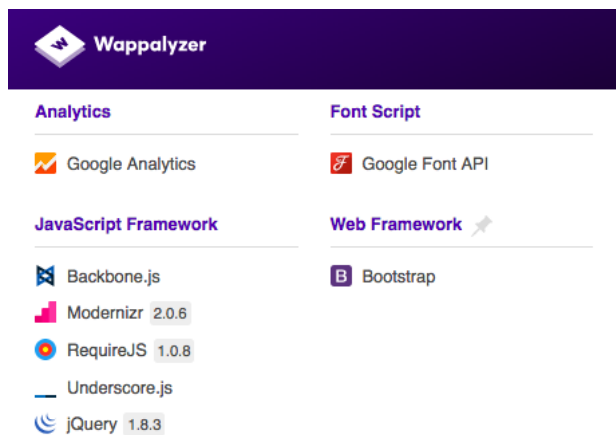 Wappalyzer
Analytics
Google Analytics
Font Script
Google Font API
JavaScript Framework
Backbone.js
Modernizr 2.0.6
RequireJS 1.0.8
Underscore.js
jQuery 1.8.3
Web Framework
Bootstrap